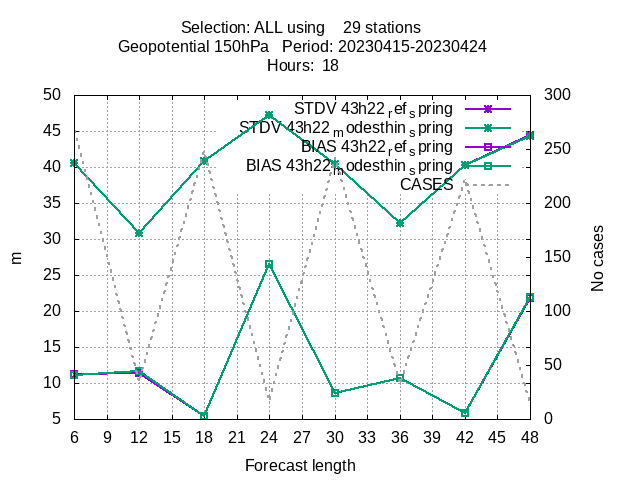 Selection: ALL using    29 stations
Geopotential 150hPa   Period: 20230415-20230424
Hours:  18
50 300
STDV 43h22_ref_spring
45 STDV 43h22_modesthin_spring 250
BIAS 43h22_ref_spring
40 BIAS 43h22_modesthin_spring
CASES
35 200
30
m No cases
25 150
20 100
15
10 50
5 0
6 9 12 15 18 21 24 27 30 33 36 39 42 45 48
Forecast length